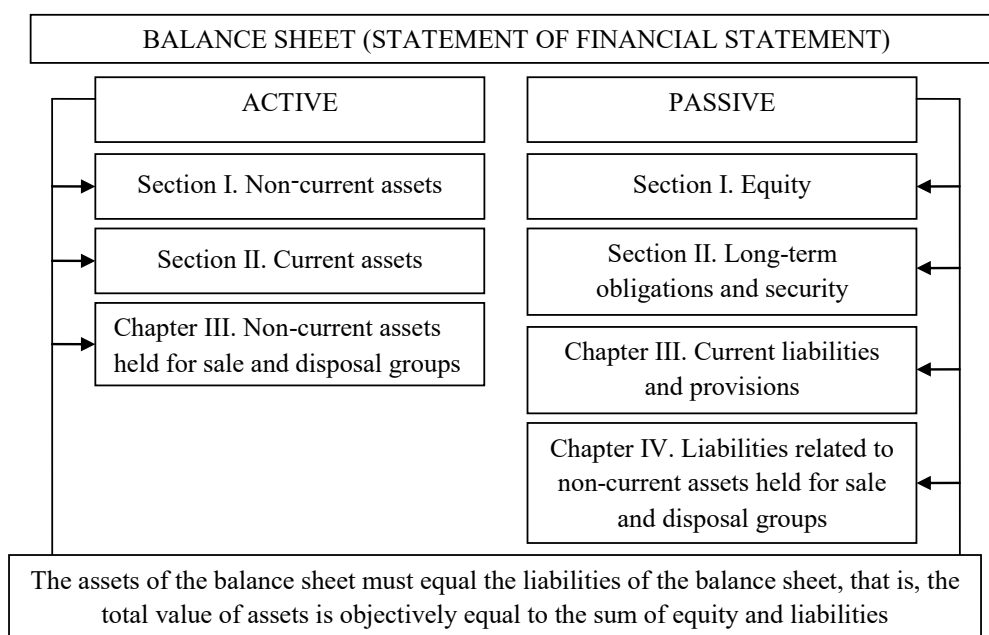 BALANCE SHEET (STATEMENT OF FINANCIAL STATEMENT)
ACTIVE
Section I. Non-current assets
Section II. Current assets
Chapter III. Non-current assets
held for sale and disposal groups
PASSIVE
Section I. Equity
Section II. Long-term
obligations and security
Chapter III. Current liabilities
and provisions
Chapter IV. Liabilities related to
non-current assets held for sale
and disposal groups
The assets of the balance sheet must equal the liabilities of the balance sheet, that is, the
total value of assets is objectively equal to the sum of equity and liabilities